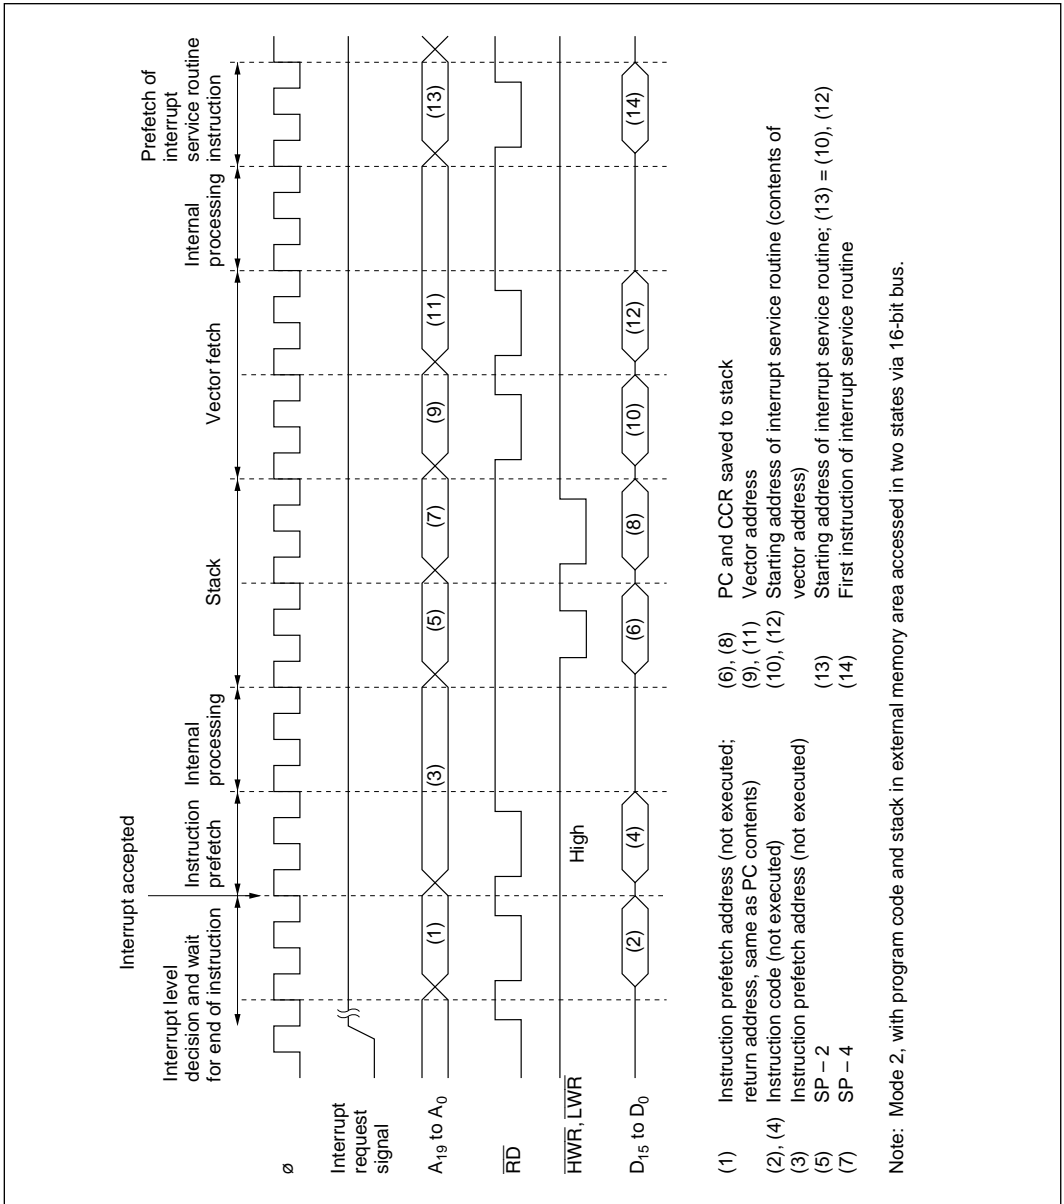 Interrupt accepted
Interrupt level
decision and wait
for end of instruction
Instruction
prefetch
Internal
processing
Stack
Vector fetch
Internal
processing
Prefetch of
interrupt
service routine
instruction
ø
Interrupt
request
signal
A19 to A0
(1)
(3)
(5)
(7)
(9)
(11)
(13)
RD
HWR, LWR
High
D15 to D0
(2)
(4)
(6)
(8)
(10)
(12)
(14)
(1) Instruction prefetch address (not executed;
return address, same as PC contents)
(2), (4) Instruction code (not executed)
(3) Instruction prefetch address (not executed)
(5) SP – 2
(7) SP – 4
(6), (8) PC and CCR saved to stack
(9), (11) Vector address
(10), (12) Starting address of interrupt service routine (contents of
vector address)
(13) Starting address of interrupt service routine; (13) = (10), (12)
(14) First instruction of interrupt service routine
Note: Mode 2, with program code and stack in external memory area accessed in two states via 16-bit bus.